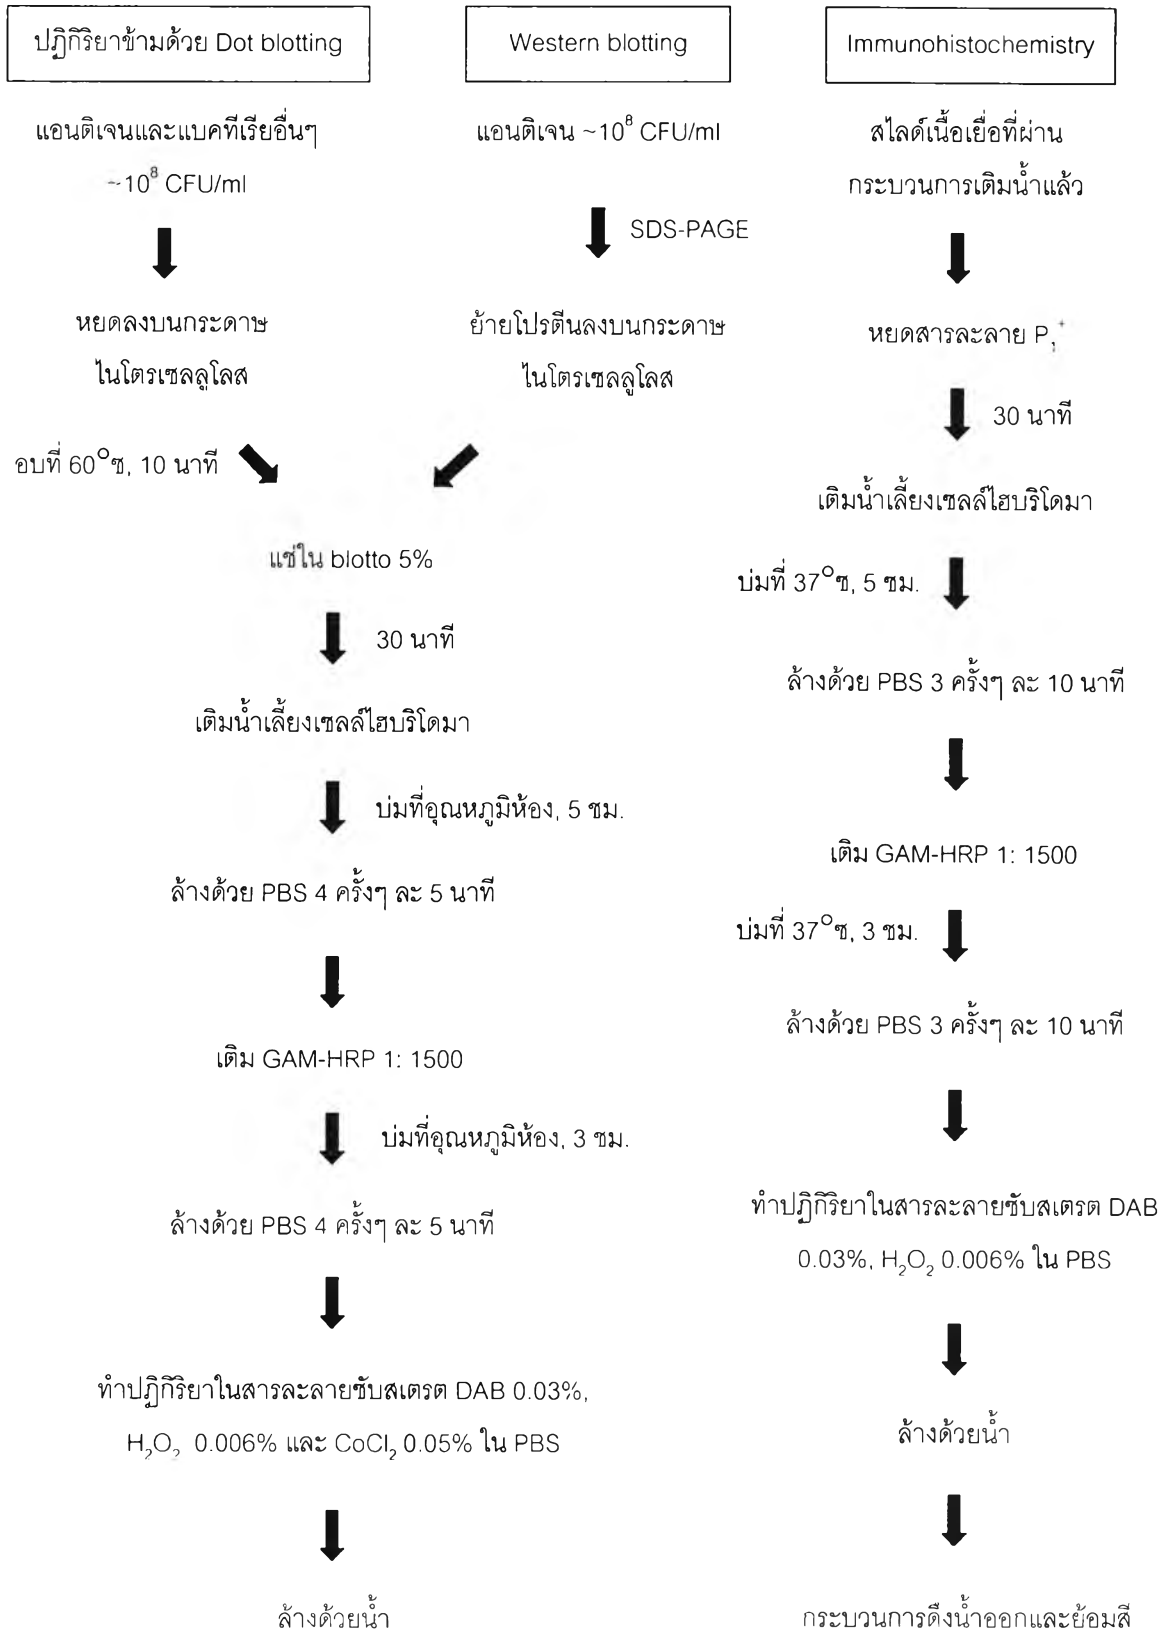 ปฏิกิริยาข้ามด้วย Dot blotting
แอนติเจนและแบคทีเรียอื่นๆ
~10⁸ CFU/ml
หยดลงบนกระดาษ
ไนโตรเซลลูโลส
อบที่ 60°ซ, 10 นาที
Western blotting
แอนติเจน ~10⁸ CFU/ml
SDS-PAGE
ย้ายโปรตีนลงบนกระดาษ
ไนโตรเซลลูโลส
แช่ใน blotto 5%
30 นาที
เติมน้ำเลี้ยงเซลล์ไฮบริโดมา
บ่มที่อุณหภูมิห้อง, 5 ชม.
ล้างด้วย PBS 4 ครั้งๆ ละ 5 นาที
เติม GAM-HRP 1: 1500
บ่มที่อุณหภูมิห้อง, 3 ชม.
ล้างด้วย PBS 4 ครั้งๆ ละ 5 นาที
ทำปฏิกิริยาในสารละลายซับสเตรต DAB 0.03%,
H₂O₂ 0.006% และ CoCl₂ 0.05% ใน PBS
ล้างด้วยน้ำ
Immunohistochemistry
สไลด์เนื้อเยื่อที่ผ่าน
กระบวนการเติมน้ำแล้ว
หยดสารละลาย P₁⁺
30 นาที
เติมน้ำเลี้ยงเซลล์ไฮบริโดมา
บ่มที่ 37°ซ, 5 ชม.
ล้างด้วย PBS 3 ครั้งๆ ละ 10 นาที
เติม GAM-HRP 1: 1500
บ่มที่ 37°ซ, 3 ชม.
ล้างด้วย PBS 3 ครั้งๆ ละ 10 นาที
ทำปฏิกิริยาในสารละลายซับสเตรต DAB
0.03%, H₂O₂ 0.006% ใน PBS
ล้างด้วยน้ำ
กระบวนการดึงน้ำออกและย้อมสี